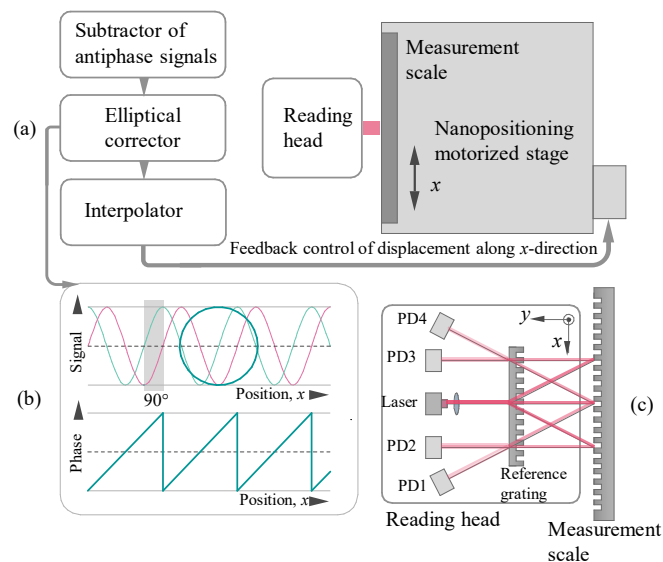 Subtractor of
antiphase signals
Elliptical
corrector
Interpolator
(a)
Reading
head
Measurement
scale
Nanopositioning
motorized stage
x
Feedback control of displacement along x-direction
(b)
Signal
90°
Position, x
Phase
Position, x
(c)
PD4
PD3
Laser
PD2
PD1
y
x
Reference
grating
Reading head
Measurement
scale